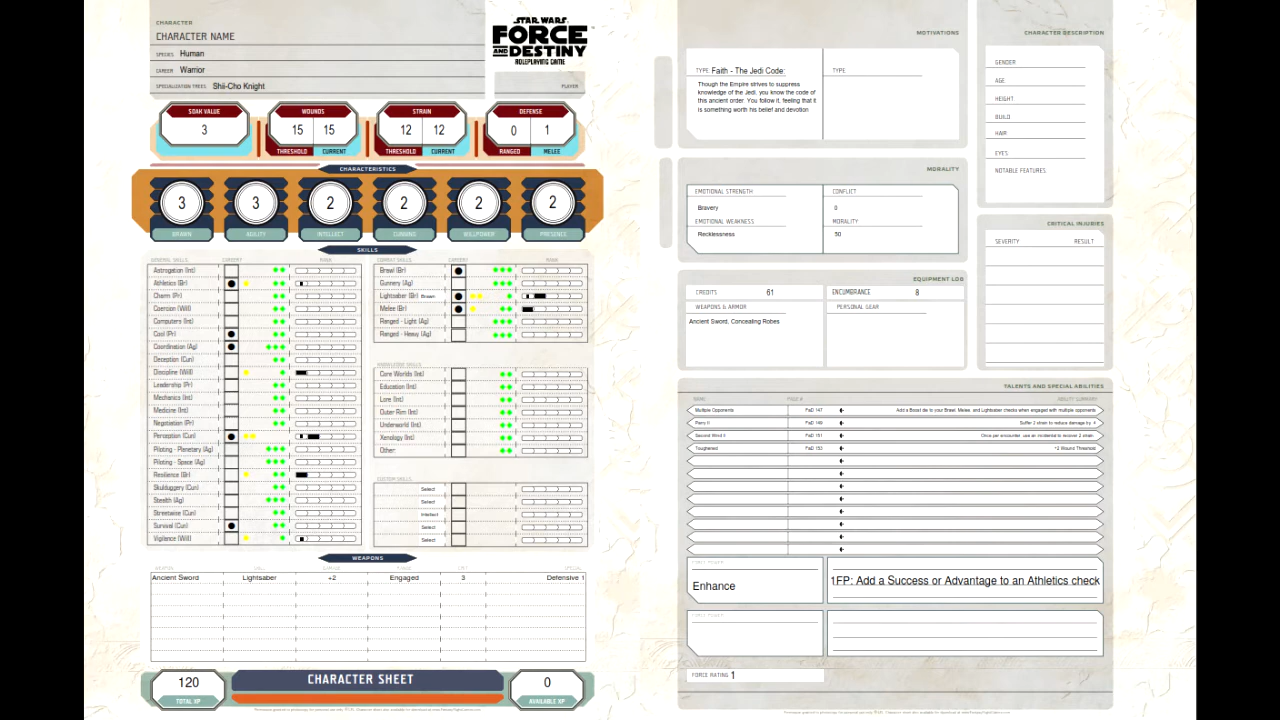 CHARACTER
CHARACTER NAME
SPECIES Human
CAREER Warrior
SPECIALIZATION TREES Shii-Cho Knight
STAR WARS
FORCE
AND DESTINY
ROLEPLAYING GAME
PLAYER
SOAK VALUE
3
WOUNDS
15 15
THRESHOLD CURRENT
STRAIN
12 12
THRESHOLD CURRENT
DEFENSE
0 1
RANGED MELEE
CHARACTERISTICS
3 3 2 2 2 2
BRAWN AGILITY INTELLECT CUNNING WILLPOWER PRESENCE
SKILLS
GENERAL SKILLS CAREER? RANK
Astrogation (Int)
Athletics (Br)
Charm (Pr)
Coercion (Will)
Computers (Int)
Cool (Pr)
Coordination (Ag)
Deception (Cun)
Discipline (Will)
Leadership (Pr)
Mechanics (Int)
Medicine (Int)
Negotiation (Pr)
Perception (Cun)
Piloting - Planetary (Ag)
Piloting - Space (Ag)
Resilience (Br)
Skulduggery (Cun)
Stealth (Ag)
Streetwise (Cun)
Survival (Cun)
Vigilance (Will)
COMBAT SKILLS CAREER? RANK
Brawl (Br)
Gunnery (Ag)
Lightsaber (Br) Brawn
Melee (Br)
Ranged - Light (Ag)
Ranged - Heavy (Ag)
KNOWLEDGE SKILLS
Core Worlds (Int)
Education (Int)
Lore (Int)
Outer Rim (Int)
Underworld (Int)
Xenology (Int)
Other:
CUSTOM SKILLS
Select
Select
Intellect
Select
Select
WEAPONS
WEAPON SKILL DAMAGE RANGE CRIT SPECIAL
Ancient Sword Lightsaber +2 Engaged 3 Defensive 1
120
TOTAL XP
CHARACTER SHEET
0
AVAILABLE XP
MOTIVATIONS
TYPE Faith - The Jedi Code:
Though the Empire strives to suppress
knowledge of the Jedi, you know the code of
this ancient order. You follow it, feeling that it
is something worth his belief and devotion
TYPE
MORALITY
EMOTIONAL STRENGTH CONFLICT
Bravery 0
EMOTIONAL WEAKNESS MORALITY
Recklessness 50
EQUIPMENT LOG
CREDITS 61 ENCUMBRANCE 8
WEAPONS & ARMOR PERSONAL GEAR
Ancient Sword, Concealing Robes
CHARACTER DESCRIPTION
GENDER
AGE
HEIGHT
BUILD
HAIR
EYES
NOTABLE FEATURES
CRITICAL INJURIES
SEVERITY RESULT
TALENTS AND SPECIAL ABILITIES
NAME PAGE # ABILITY SUMMARY
Multiple Opponents FaD 147 Add a Boost die to your Brawl, Melee, and Lightsaber checks when engaged with multiple opponents
Parry II FaD 149 Suffer 2 strain to reduce damage by 4
Second Wind II FaD 151 Once per encounter, use an incidental to recover 2 strain.
Toughened FaD 153 +2 Wound Threshold
FORCE POWER
Enhance
1FP: Add a Success or Advantage to an Athletics check
FORCE POWER
FORCE RATING 1